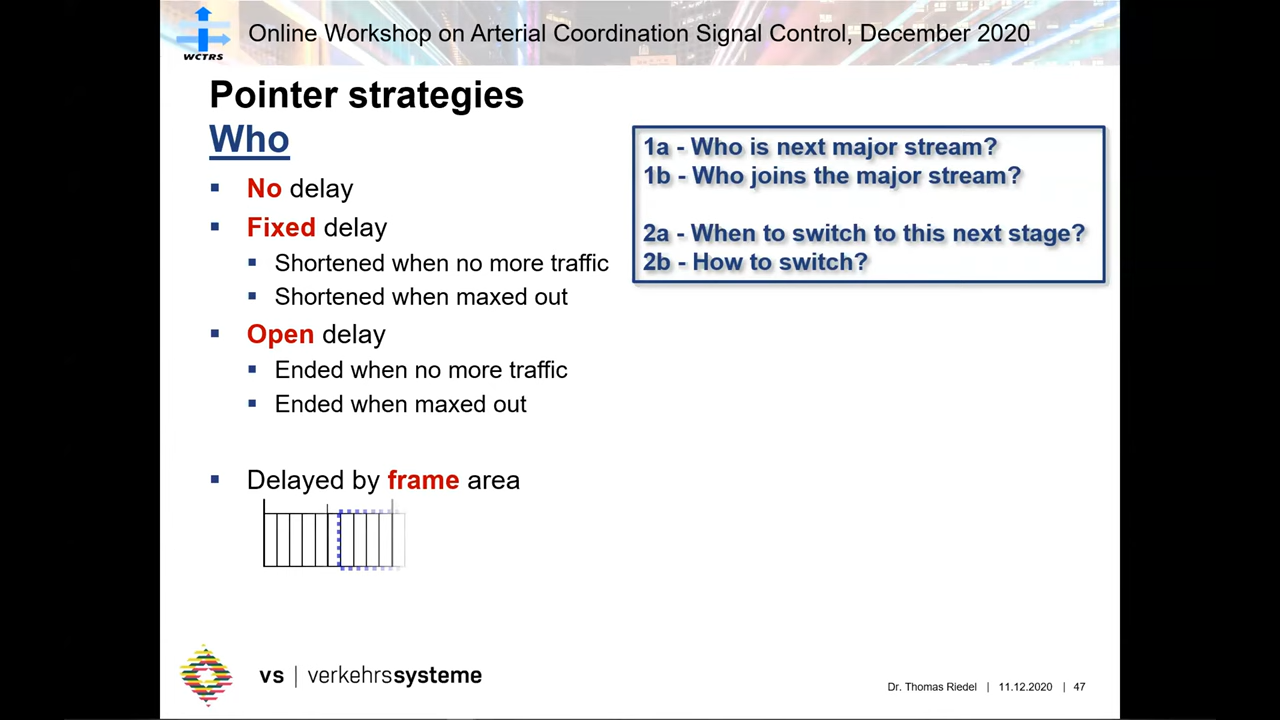 Online Workshop on Arterial Coordination Signal Control, December 2020
WCTRS
Pointer strategies
Who
No delay
Fixed delay
Shortened when no more traffic
Shortened when maxed out
Open delay
Ended when no more traffic
Ended when maxed out
Delayed by frame area
1a - Who is next major stream?
1b - Who joins the major stream?
2a - When to switch to this next stage?
2b - How to switch?
vs | verkehrssysteme
Dr. Thomas Riedel | 11.12.2020 | 47